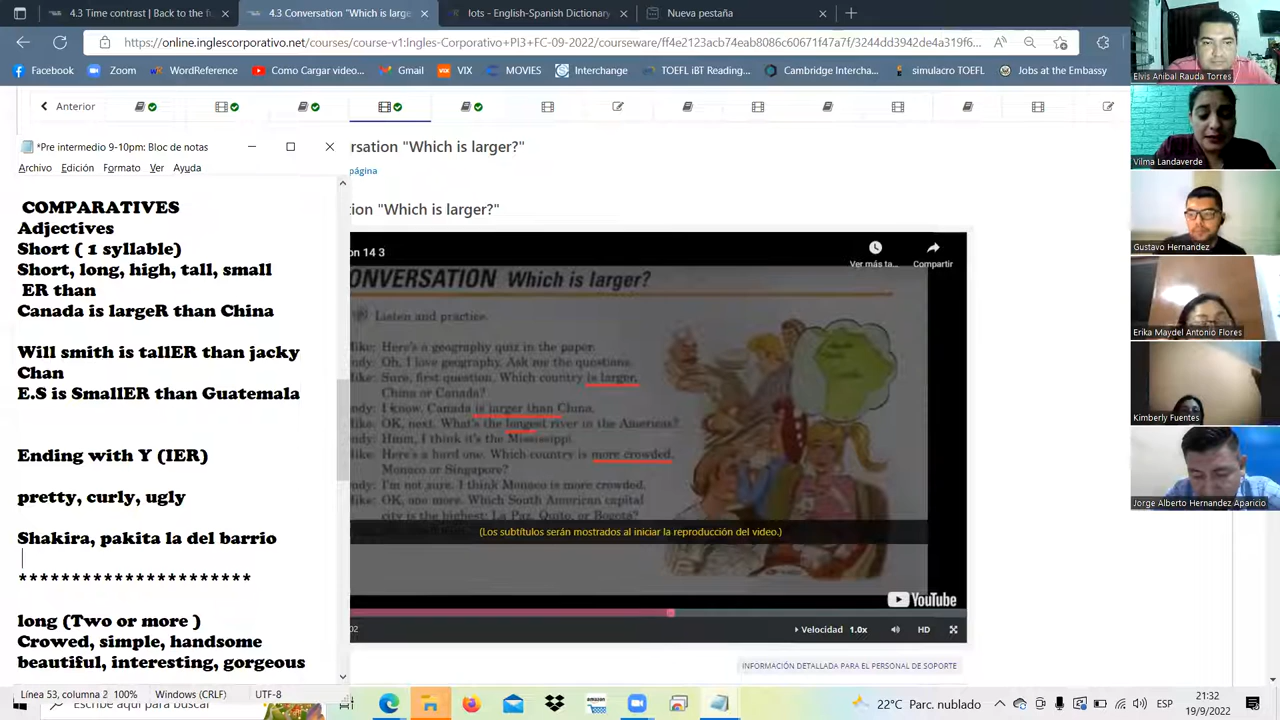 4.3 Time contrast | Back to th
4.3 Conversation "Which is large
lots - English-Spanish Dictionary
Nueva pestaña
https://online.inglescorporativo.net/courses/course-v1:Ingles-Corporativo+PI3+FC-09-2022/courseware/ff4e2123acb74eab8086c60671f47a7f/3244dd3942de4a319f6...
Facebook
Zoom
WordReference
Como Cargar video...
Gmail
VIX
MOVIES
Interchange
TOEFL iBT Reading...
Cambridge Intercha...
simulacro TOEFL
Jobs at the Embassy
Anterior
*Pre intermedio 9-10pm: Bloc de notas
Archivo Edición Formato Ver Ayuda
COMPARATIVES
Adjectives
Short ( 1 syllable)
Short, long, high, tall, small
ER than
Canada is largeR than China
Will smith is tallER than jacky
Chan
E.S is SmallER than Guatemala
Ending with Y (IER)
pretty, curly, ugly
Shakira, pakita la del barrio
**********************
long (Two or more )
Crowed, simple, handsome
beautiful, interesting, gorgeous
Línea 53, columna 2 100% Windows (CRLF) UTF-8
rsation "Which is larger?"
página
tion "Which is larger?"
on 14 3
Ver más ta...
Compartir
ONVERSATION Which is larger?
Listen and practice.
like: Here's a geography quiz in the paper.
ndy: Oh, I love geography. Ask me the questions.
like: Sure, first question. Which country is larger,
China or Canada?
ndy: I know. Canada is larger than China.
like: OK, next. What's the longest river in the Americas?
ndy: Hmm, I think it's the Mississippi.
like: Here's a hard one. Which country is more crowded,
Monaco or Singapore?
ndy: I'm not sure. I think Monaco is more crowded.
like: OK, one more. Which South American capital
city is the highest, La Paz, Quito, or Bogota?
(Los subtítulos serán mostrados al iniciar la reproducción del video.)
YouTube
02
Velocidad 1.0x
HD
INFORMACIÓN DETALLADA PARA EL PERSONAL DE SOPORTE
Elvis Anibal Rauda Torres
Vilma Landaverde
Gustavo Hernandez
Erika Maydel Antonio Flores
Kimberly Fuentes
Jorge Alberto Hernandez Aparicio
Escribe aquí para buscar
amazon
22°C Parc. nublado
ESP
21:32
19/9/2022